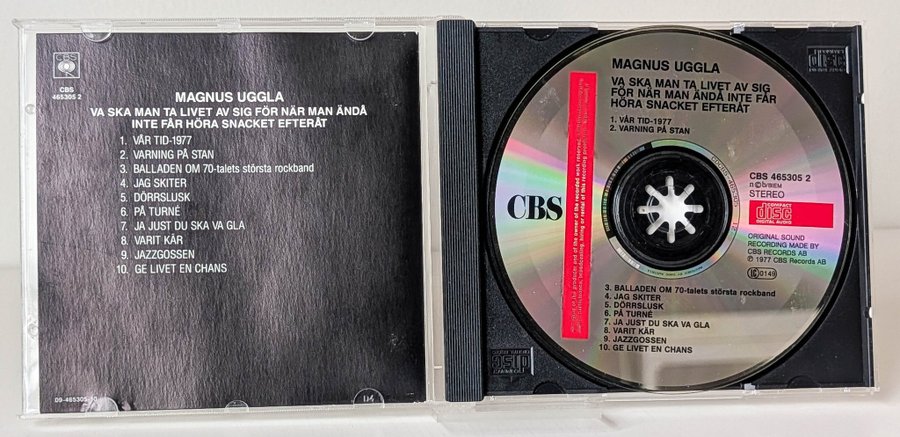 CBS
CBS
465305 2
MAGNUS UGGLA
VA SKA MAN TA LIVET AV SIG FÖR NÄR MAN ÄNDÅ
INTE FÅR HÖRA SNACKET EFTERÅT
1. VÅR TID-1977
2. VARNING PÅ STAN
3. BALLADEN OM 70-talets största rockband
4. JAG SKITER
5. DÖRRSLUSK
6. PÅ TURNÉ
7. JA JUST DU SKA VA GLA
8. VARIT KÄR
9. JAZZGOSSEN
10. GE LIVET EN CHANS
09-465305-10
MAGNUS UGGLA
VA SKA MAN TA LIVET AV SIG
FÖR NÄR MAN ÄNDÅ INTE FÅR
HÖRA SNACKET EFTERÅT
1. VÅR TID-1977
2. VARNING PÅ STAN
CBS
CBS 465305 2
n©b/BIEM
STEREO
COMPACT
disc
DIGITAL AUDIO
ORIGINAL SOUND
RECORDING MADE BY
CBS RECORDS AB
℗ 1977 CBS Records AB
0149
3. BALLADEN OM 70-talets största rockband
4. JAG SKITER
5. DÖRRSLUSK
6. PÅ TURNÉ
7. JA JUST DU SKA VA GLA
8. VARIT KÄR
9. JAZZGOSSEN
10. GE LIVET EN CHANS
disc
disc